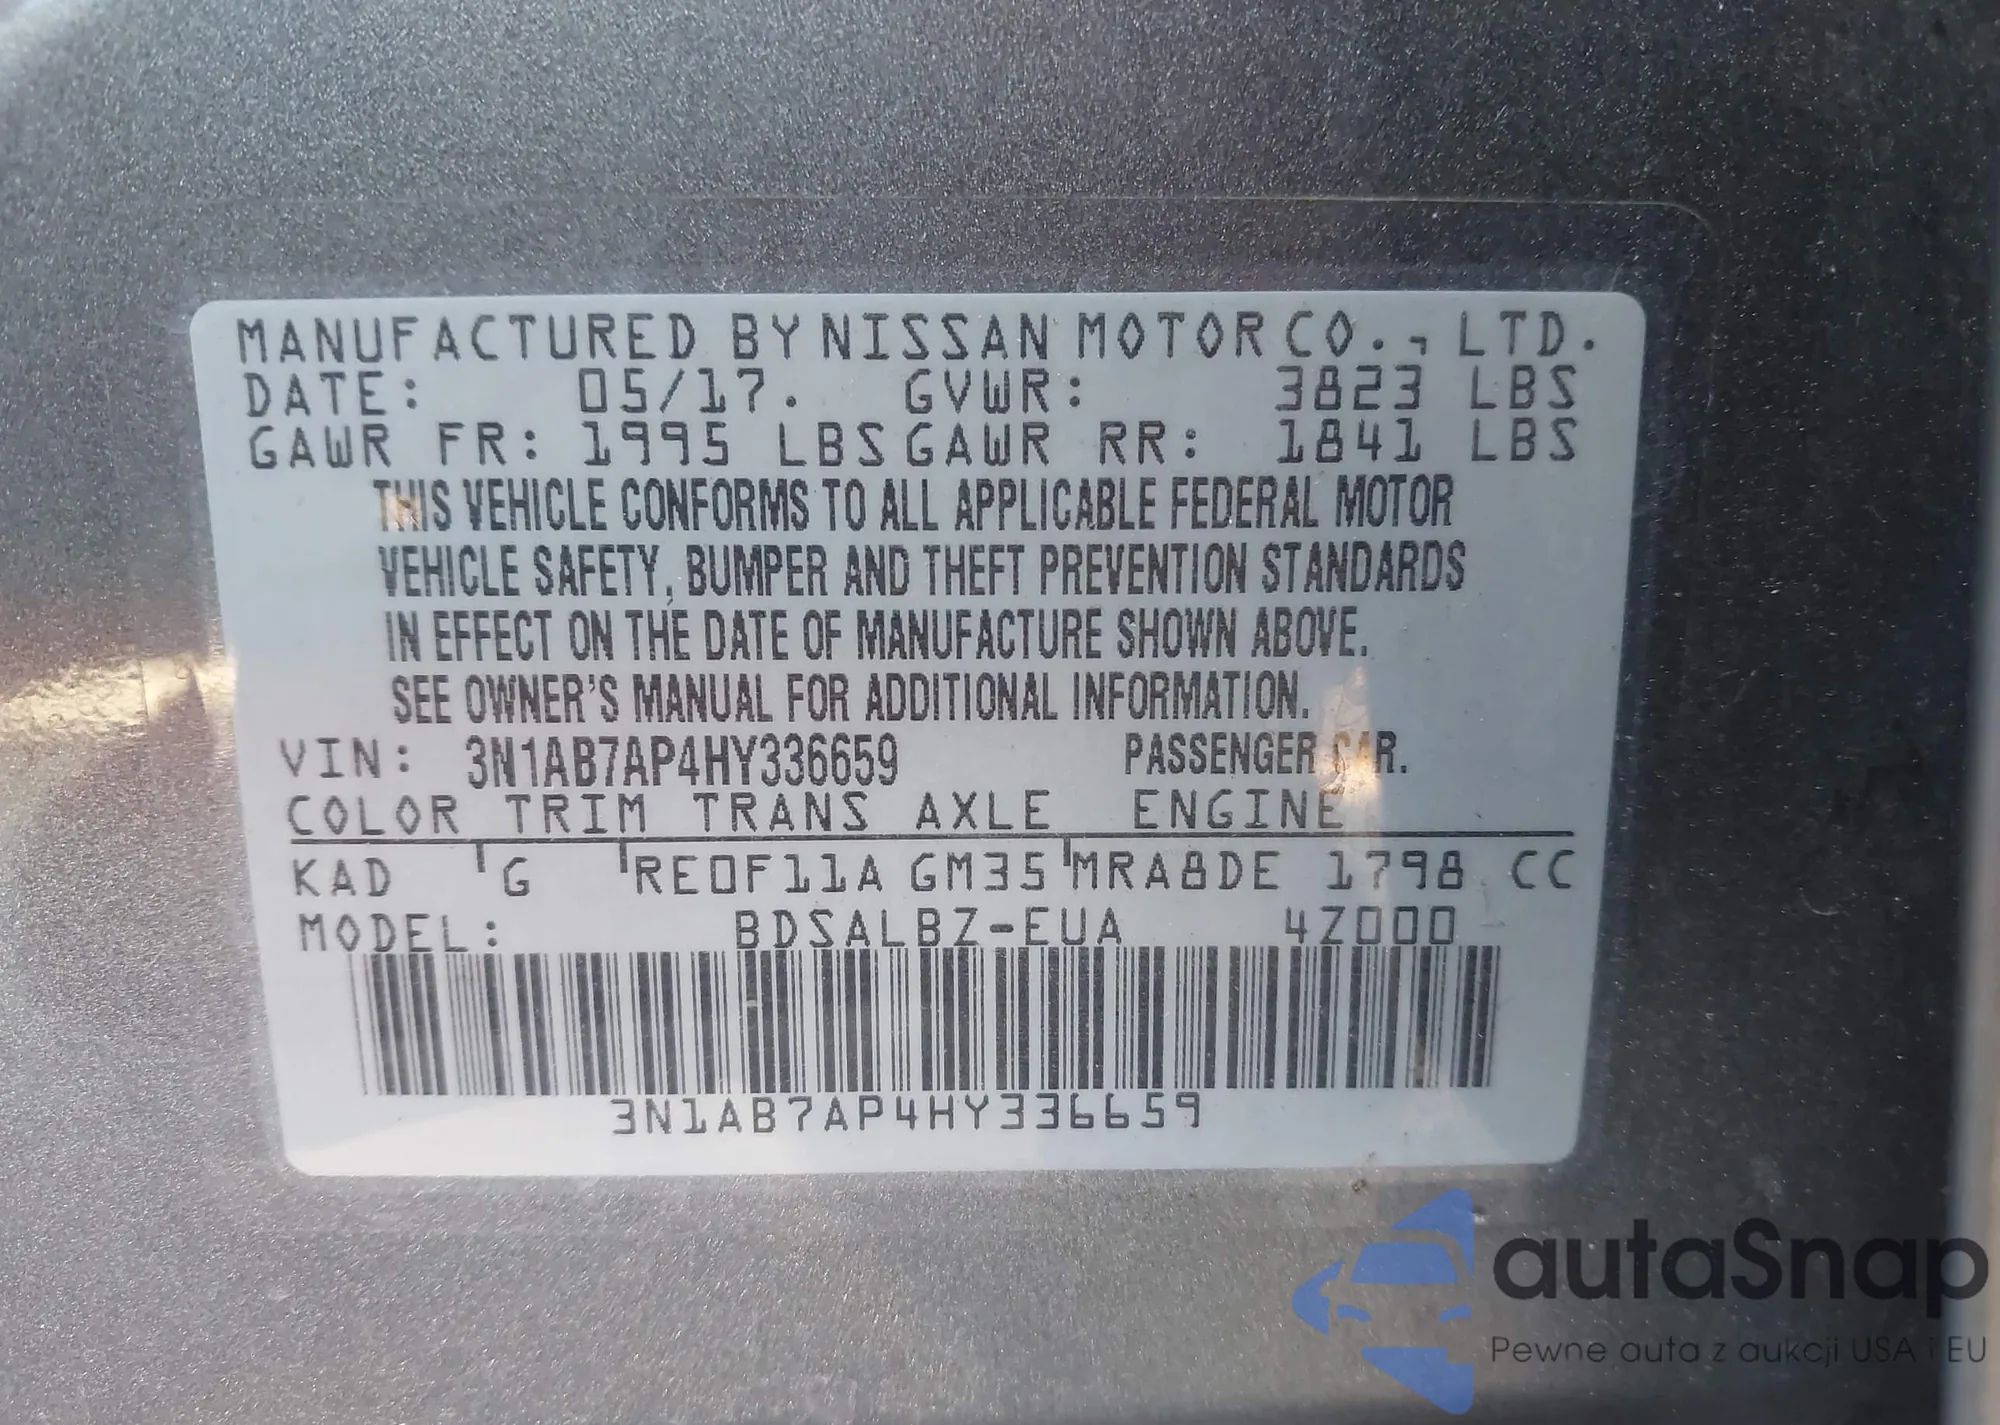 MANUFACTURED BY NISSAN MOTOR CO., LTD.
DATE: 05/17. GVWR: 3823 LBS
GAWR FR: 1995 LBS GAWR RR: 1841 LBS
THIS VEHICLE CONFORMS TO ALL APPLICABLE FEDERAL MOTOR
VEHICLE SAFETY, BUMPER AND THEFT PREVENTION STANDARDS
IN EFFECT ON THE DATE OF MANUFACTURE SHOWN ABOVE.
SEE OWNER'S MANUAL FOR ADDITIONAL INFORMATION.
VIN: 3N1AB7AP4HY336659 PASSENGER CAR.
COLOR TRIM TRANS AXLE ENGINE
KAD G RE0F11A GM35 MRA8DE 1798 CC
MODEL: BDSALBZ-EUA 4Z000
3N1AB7AP4HY336659
autaSnap
Pewne auta z aukcji USA i EU